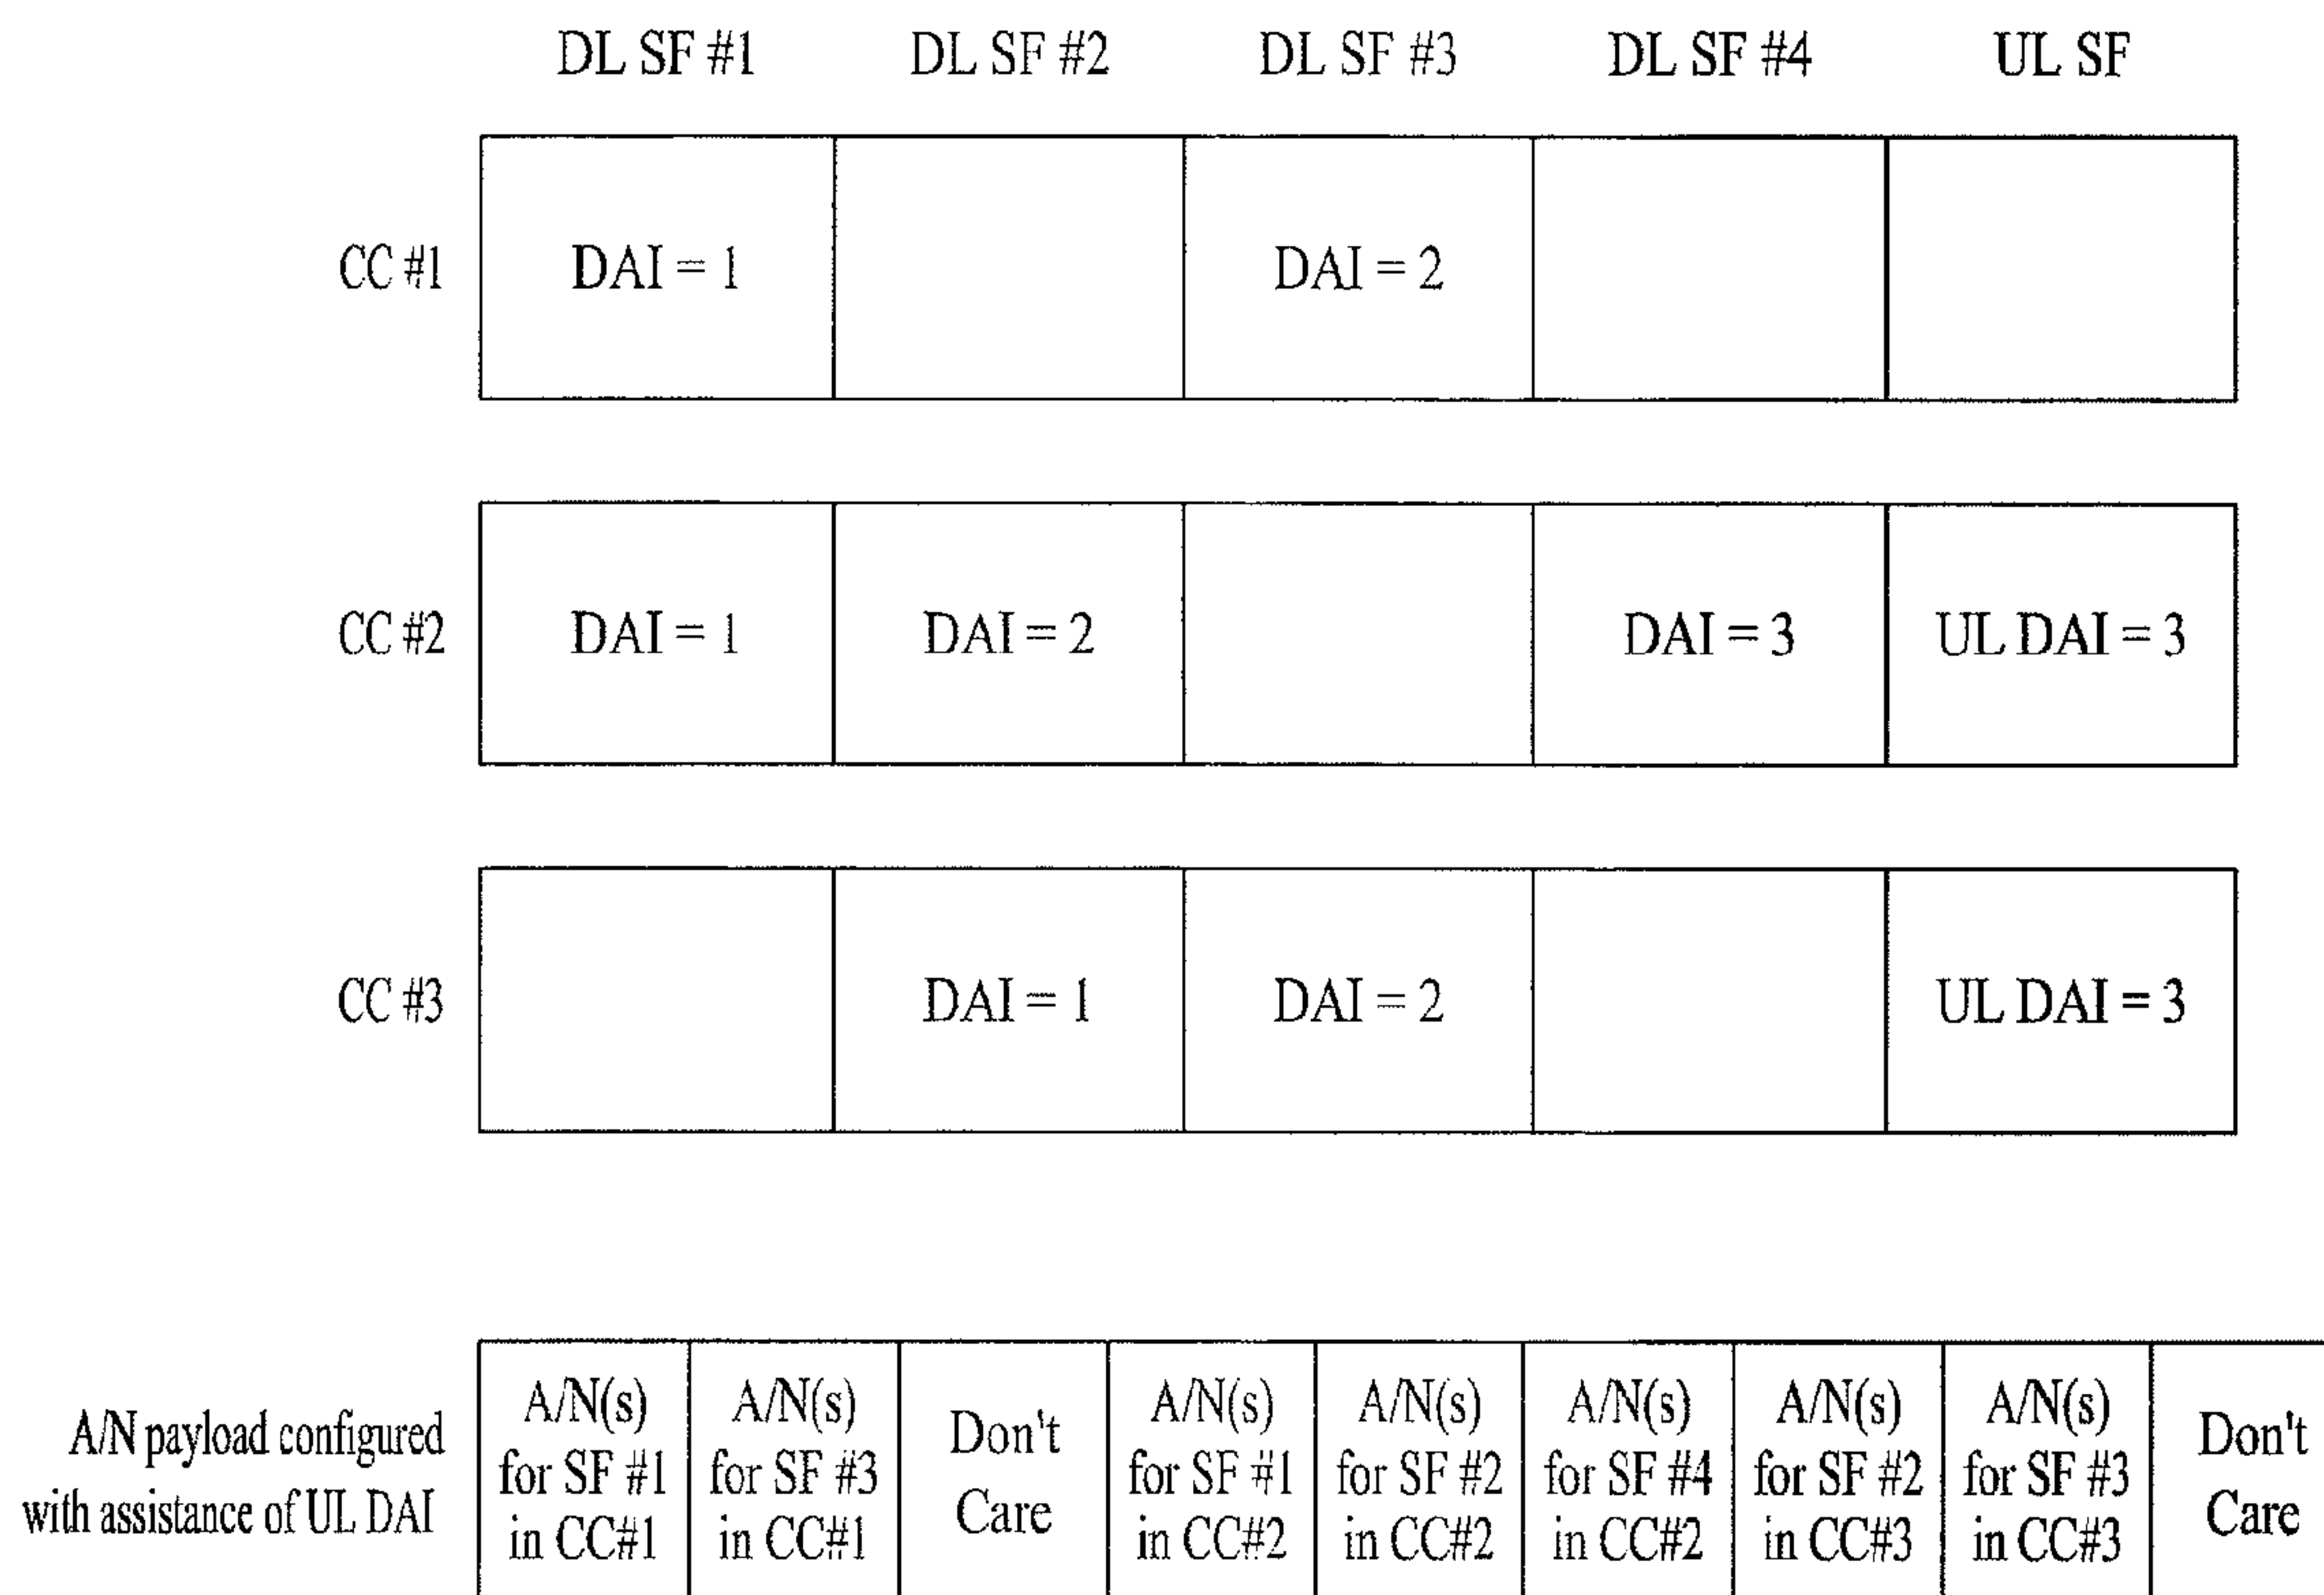 DL SF #1 DL SF #2 DL SF #3 DL SF #4 UL SF
CC #1 DAI = 1 DAI = 2
CC #2 DAI = 1 DAI = 2 DAI = 3 UL DAI = 3
CC #3 DAI = 1 DAI = 2 UL DAI = 3
A/N payload configured
with assistance of UL DAI
A/N(s)
for SF #1
in CC#1
A/N(s)
for SF #3
in CC#1
Don't
Care
A/N(s)
for SF #1
in CC#2
A/N(s)
for SF #2
in CC#2
A/N(s)
for SF #4
in CC#2
A/N(s)
for SF #2
in CC#3
A/N(s)
for SF #3
in CC#3
Don't
Care